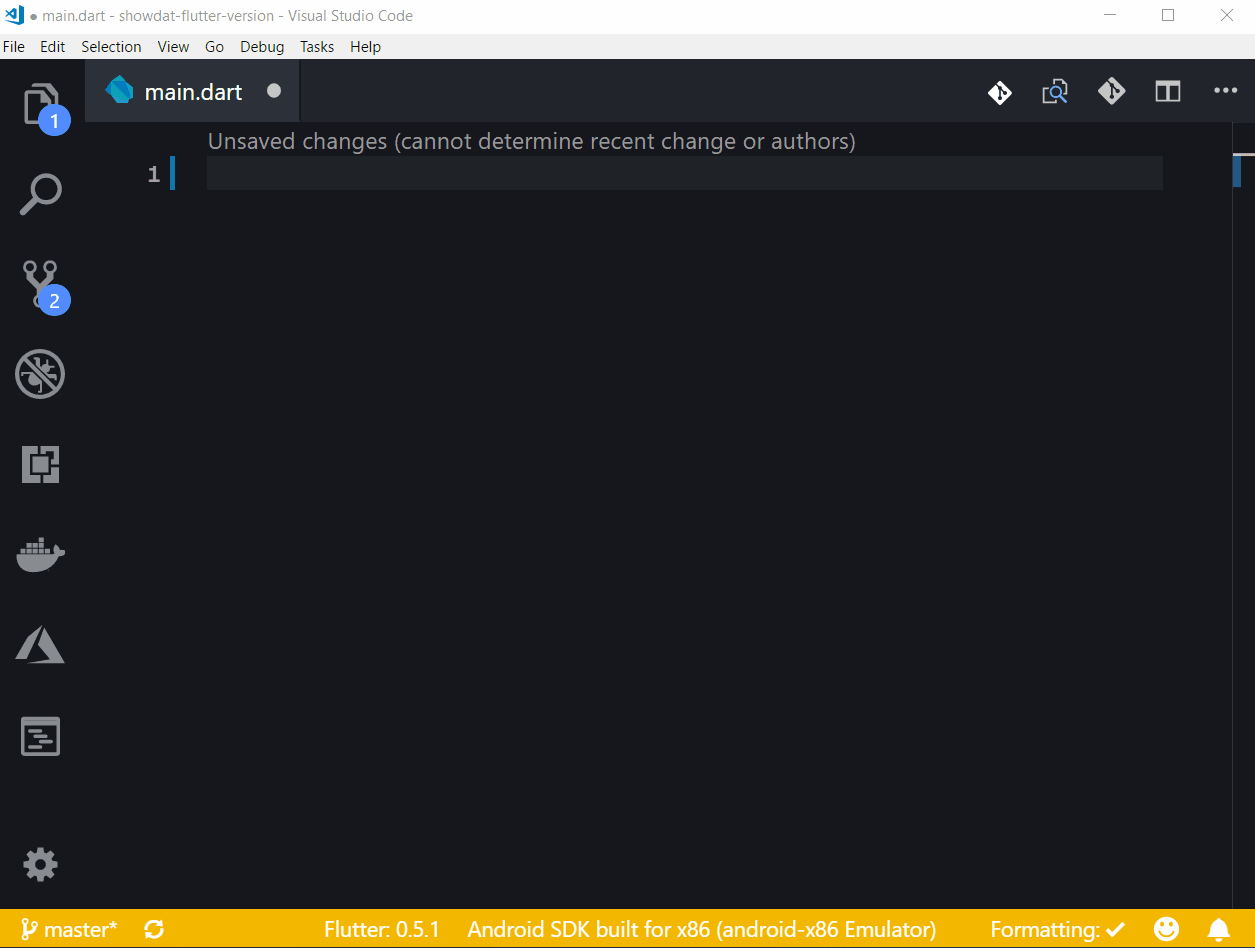 ● main.dart - showdat-flutter-version - Visual Studio Code
File Edit Selection View Go Debug Tasks Help
main.dart
1
Unsaved changes (cannot determine recent change or authors)
1
2
master* Flutter: 0.5.1 Android SDK built for x86 (android-x86 Emulator) Formatting: ✔